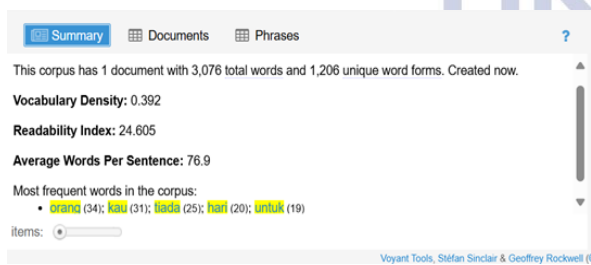 Summary Documents Phrases ?
This corpus has 1 document with 3,076 total words and 1,206 unique word forms. Created now.
Vocabulary Density: 0.392
Readability Index: 24.605
Average Words Per Sentence: 76.9
Most frequent words in the corpus:
• orang (34); kau (31); tiada (25); hari (20); untuk (19)
items:
Voyant Tools, Stéfan Sinclair & Geoffrey Rockwell (